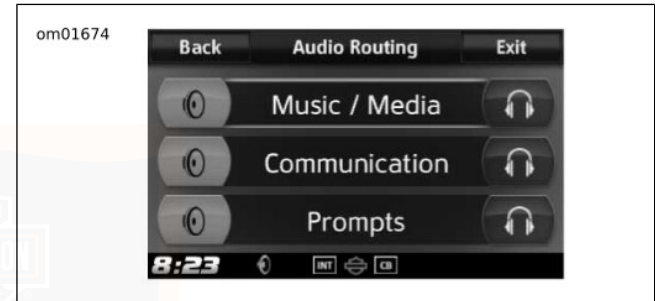 om01674
Back Audio Routing Exit
Music / Media
Communication
Prompts
8:23 INT CB